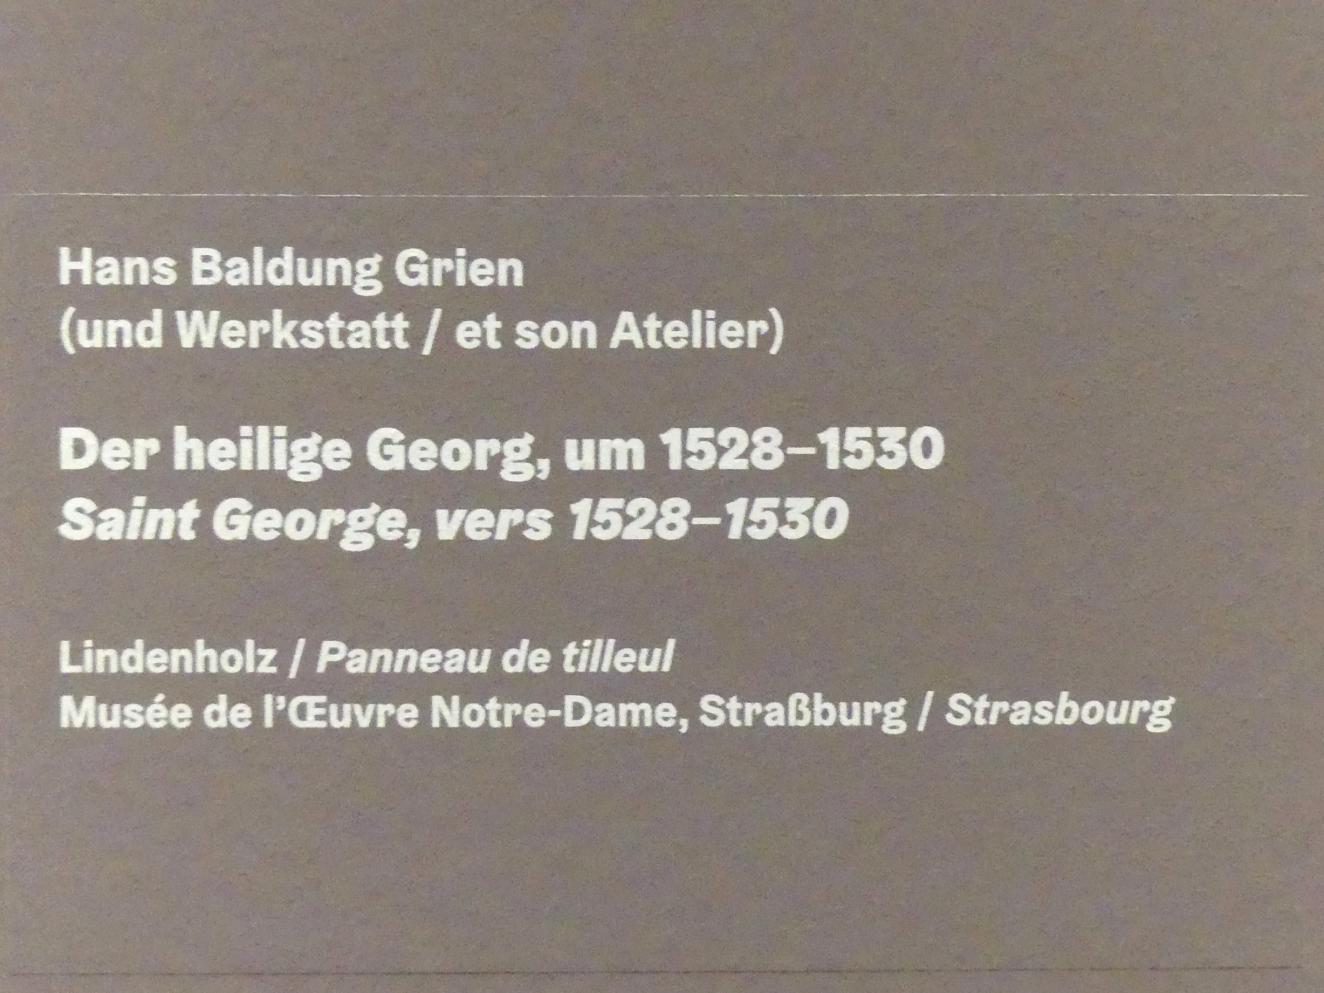 Hans Baldung Grien
(und Werkstatt / et son Atelier)
Der heilige Georg, um 1528–1530
Saint George, vers 1528–1530
Lindenholz / Panneau de tilleul
Musée de l’Œuvre Notre-Dame, Straßburg / Strasbourg